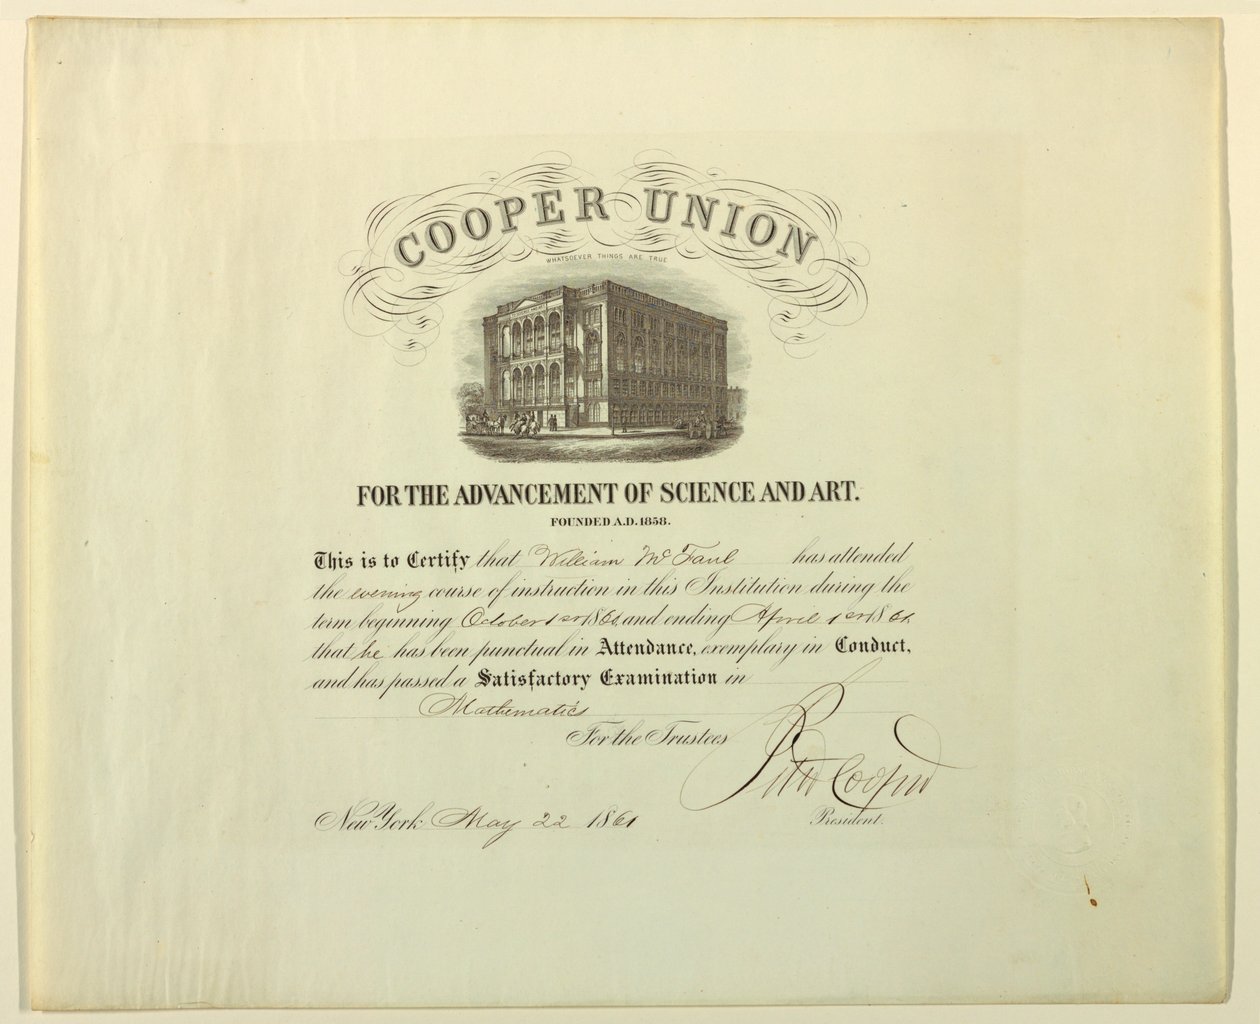 COOPER UNION
WHATSOEVER THINGS ARE TRUE
FOR THE ADVANCEMENT OF SCIENCE AND ART.
FOUNDED A.D. 1858.
This is to Certify that William McFaul has attended
the evening course of instruction in this Institution during the
term beginning October 1st 1860, and ending April 1st 1861,
that he has been punctual in Attendance, exemplary in Conduct,
and has passed a Satisfactory Examination in
Mathematics
For the Trustees
Peter Cooper
New York May 22 1861
President.